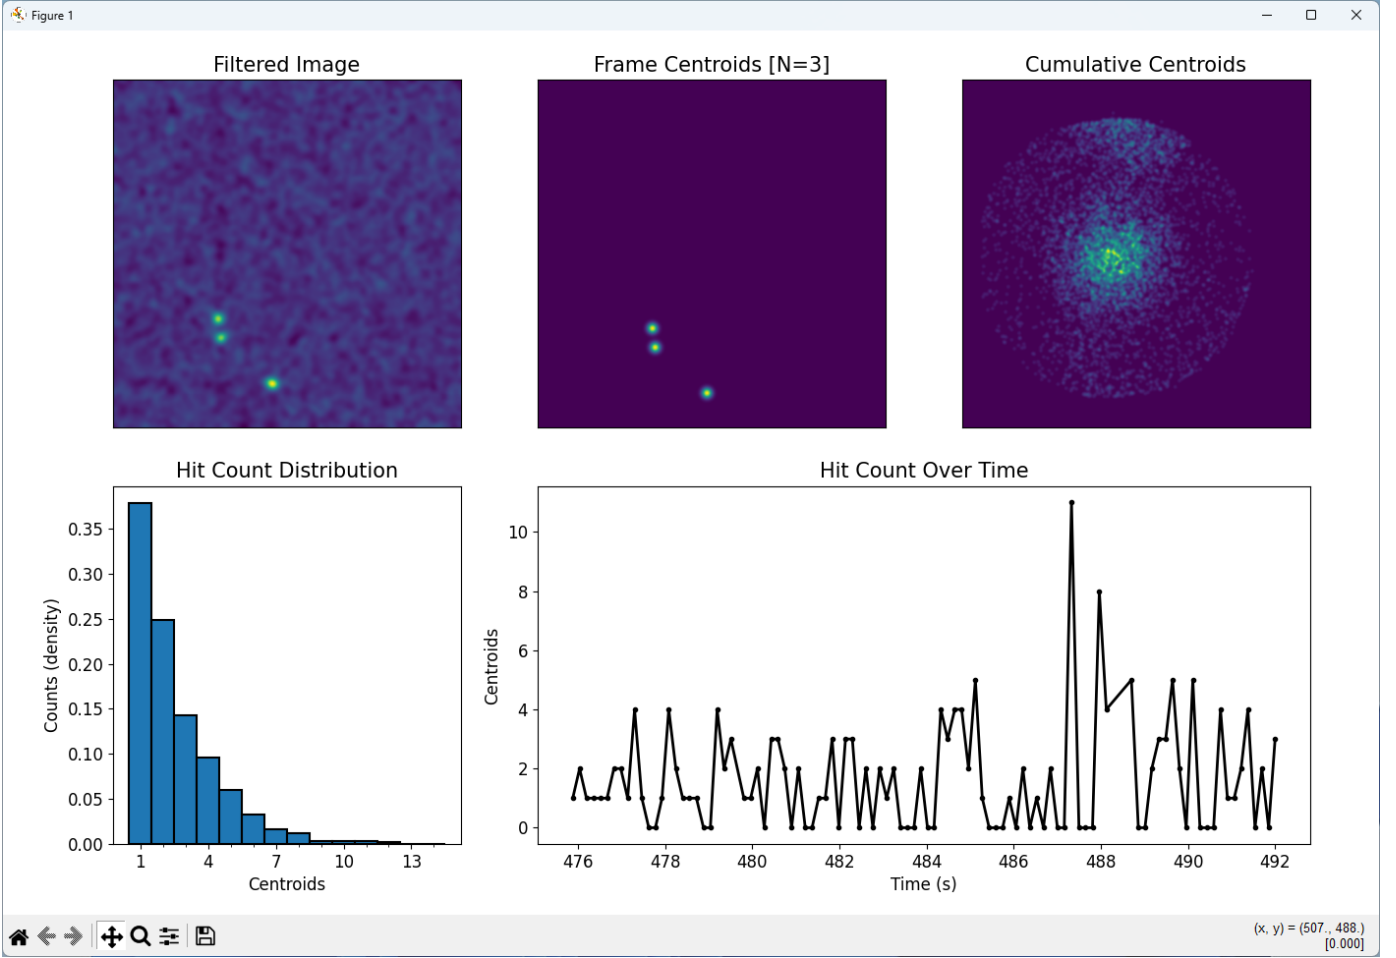 Figure 1
Filtered Image
Frame Centroids [N=3]
Cumulative Centroids
Hit Count Distribution
Hit Count Over Time
Counts (density)
0.35
0.30
0.25
0.20
0.15
0.10
0.05
0.00
1 4 7 10 13
Centroids
Centroids
10
8
6
4
2
0
476 478 480 482 484 486 488 490 492
Time (s)
(x, y) = (507., 488.)
[0.000]